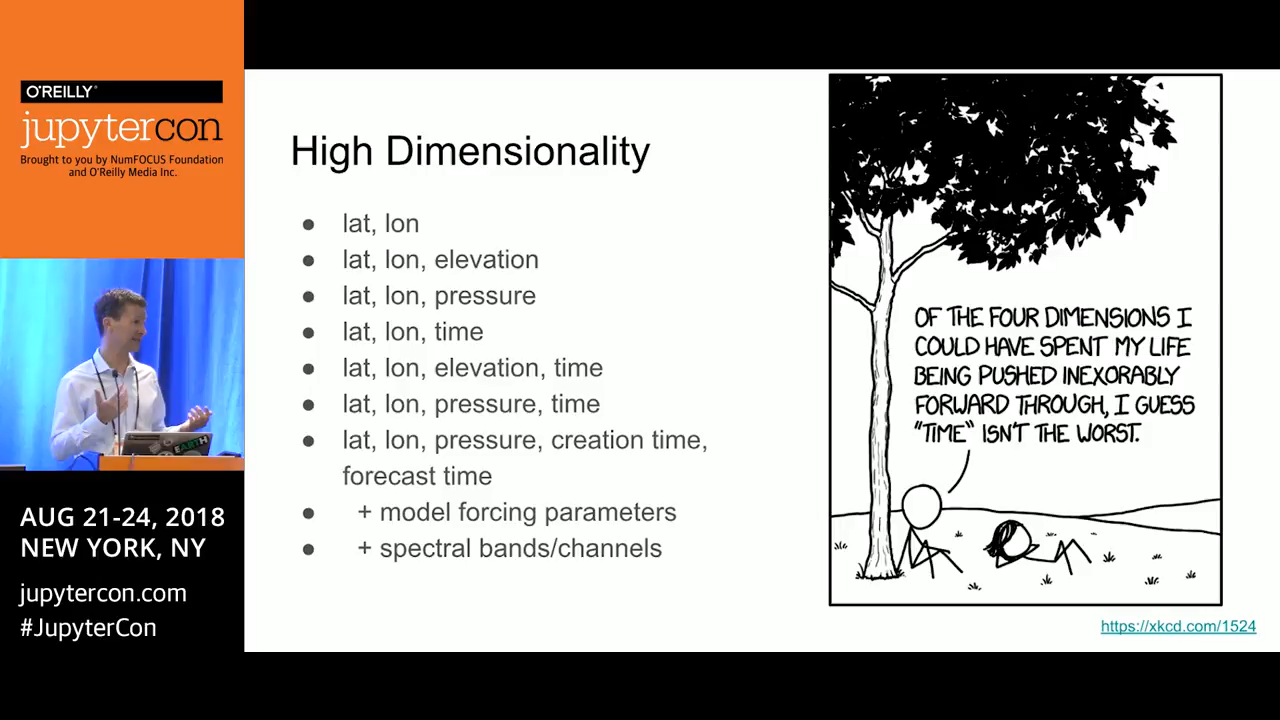 O'REILLY®
jupytercon
Brought to you by NumFOCUS Foundation
and O'Reilly Media Inc.
AUG 21-24, 2018
NEW YORK, NY
jupytercon.com
#JupyterCon
High Dimensionality
● lat, lon
● lat, lon, elevation
● lat, lon, pressure
● lat, lon, time
● lat, lon, elevation, time
● lat, lon, pressure, time
● lat, lon, pressure, creation time,
forecast time
● + model forcing parameters
● + spectral bands/channels
OF THE FOUR DIMENSIONS I
COULD HAVE SPENT MY LIFE
BEING PUSHED INEXORABLY
FORWARD THROUGH, I GUESS
"TIME" ISN'T THE WORST.
https://xkcd.com/1524
EARTH